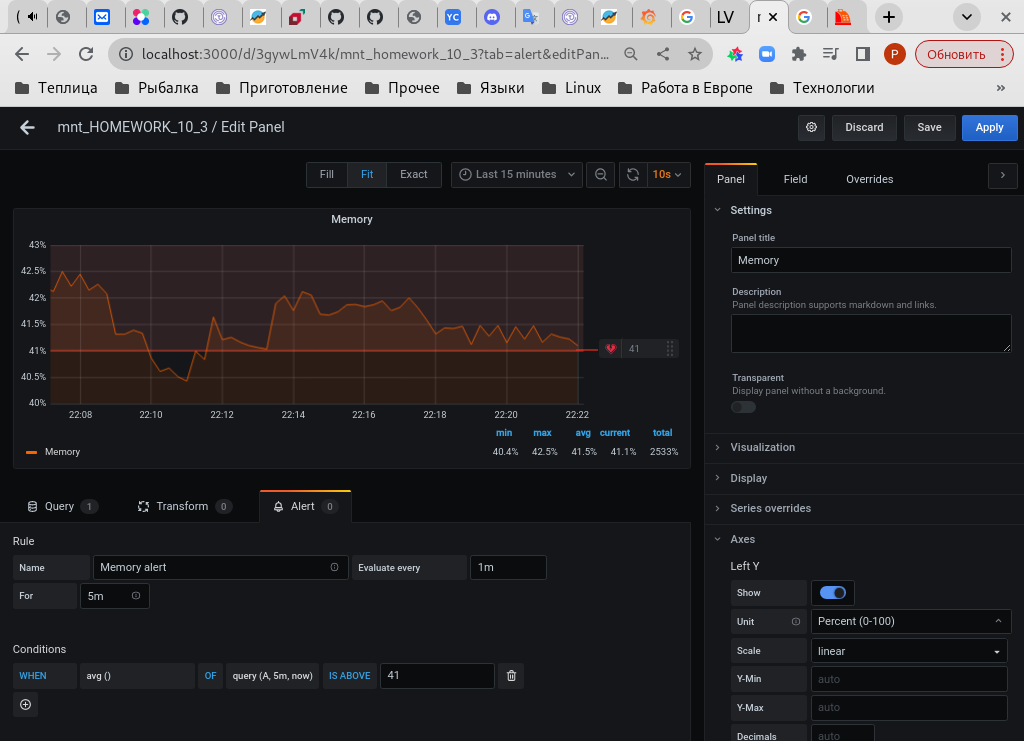 YC
LV
localhost:3000/d/3gywLmV4k/mnt_homework_10_3?tab=alert&editPan...
P
Обновить
Теплица
Рыбалка
Приготовление
Прочее
Языки
Linux
Работа в Европе
Технологии
»
mnt_HOMEWORK_10_3 / Edit Panel
Discard
Save
Apply
Fill
Fit
Exact
Last 15 minutes
10s
Panel
Field
Overrides
Memory
43%
42.5%
42%
41.5%
41%
40.5%
40%
41
22:08
22:10
22:12
22:14
22:16
22:18
22:20
22:22
min
max
avg
current
total
Memory
40.4%
42.5%
41.5%
41.1%
2533%
Query
1
Transform
0
Alert
0
Rule
Name
Memory alert
Evaluate every
1m
For
5m
Conditions
WHEN
avg ()
OF
query (A, 5m, now)
IS ABOVE
41
Settings
Panel title
Memory
Description
Panel description supports markdown and links.
Transparent
Display panel without a background.
Visualization
Display
Series overrides
Axes
Left Y
Show
Unit
Percent (0-100)
Scale
linear
Y-Min
auto
Y-Max
auto
Decimals
auto